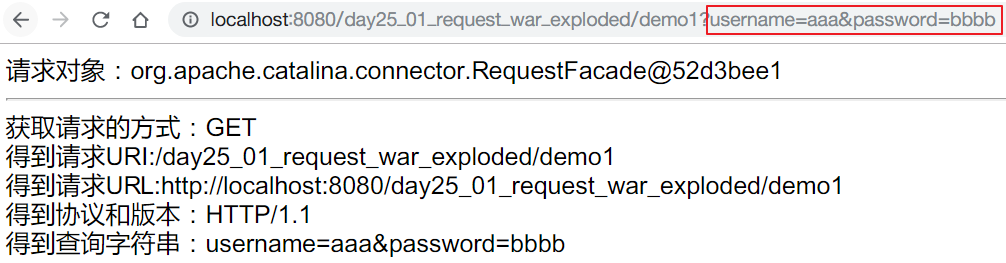 localhost:8080/day25_01_request_war_exploded/demo1?username=aaa&password=bbbb
请求对象：org.apache.catalina.connector.RequestFacade@52d3bee1
获取请求的方式：GET
得到请求URI:/day25_01_request_war_exploded/demo1
得到请求URL:http://localhost:8080/day25_01_request_war_exploded/demo1
得到协议和版本：HTTP/1.1
得到查询字符串：username=aaa&password=bbbb